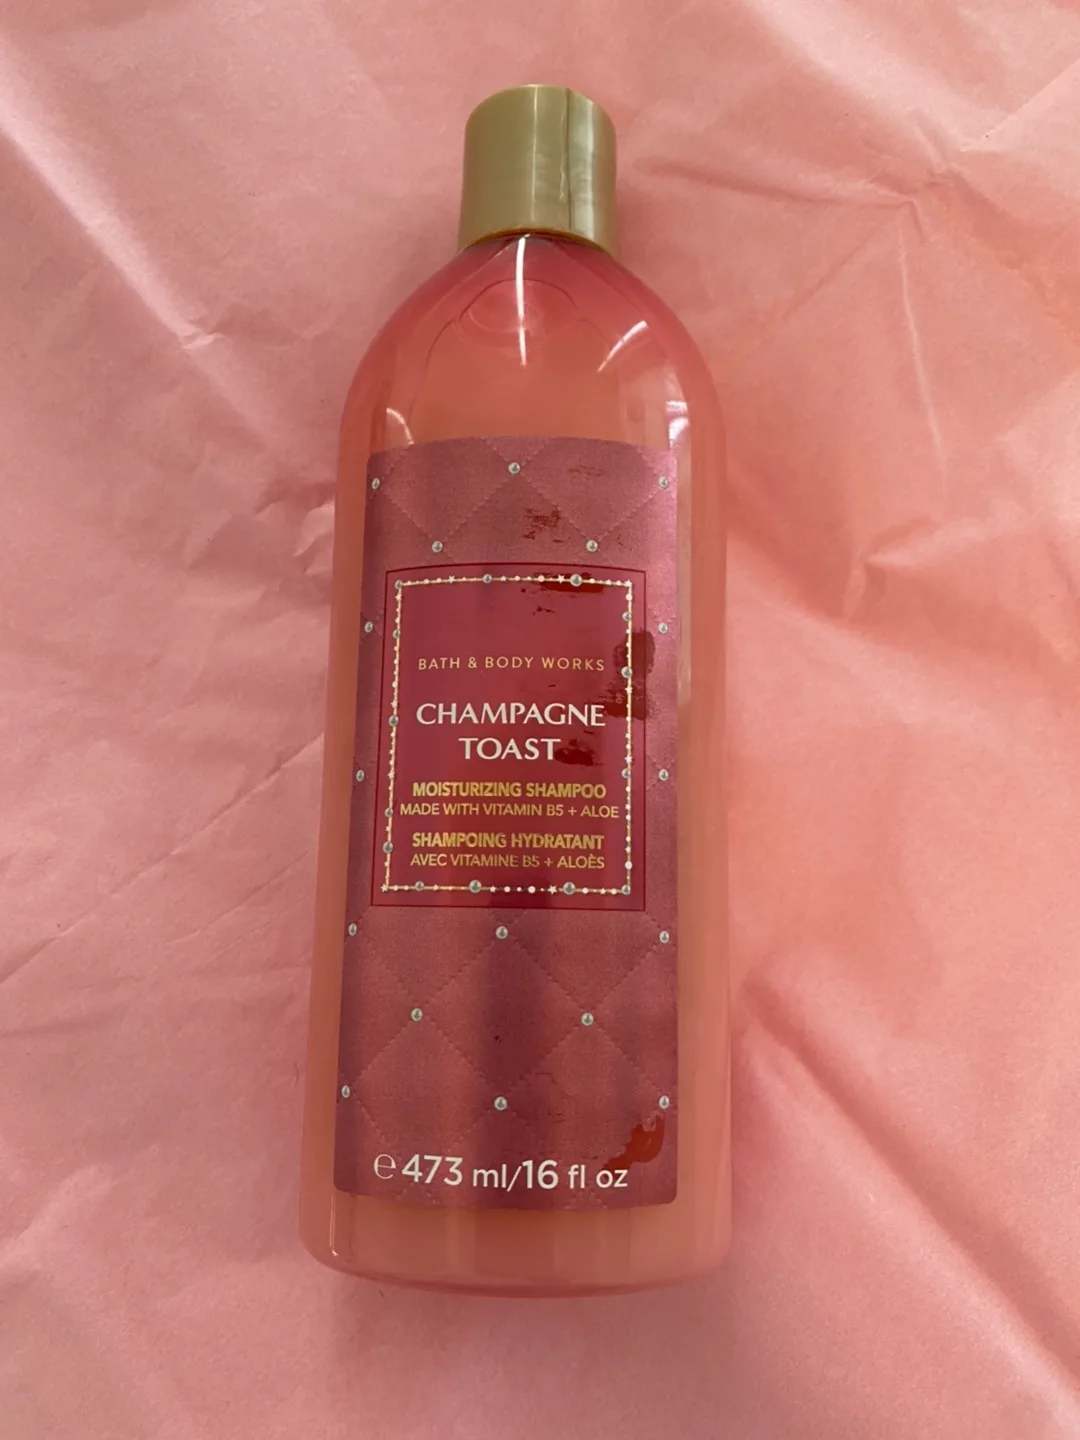 BATH & BODY WORKS
CHAMPAGNE
TOAST
MOISTURIZING SHAMPOO
MADE WITH VITAMIN B5 + ALOE
SHAMPOING HYDRATANT
AVEC VITAMINE B5 + ALOÈS
℮ 473 ml/16 fl oz